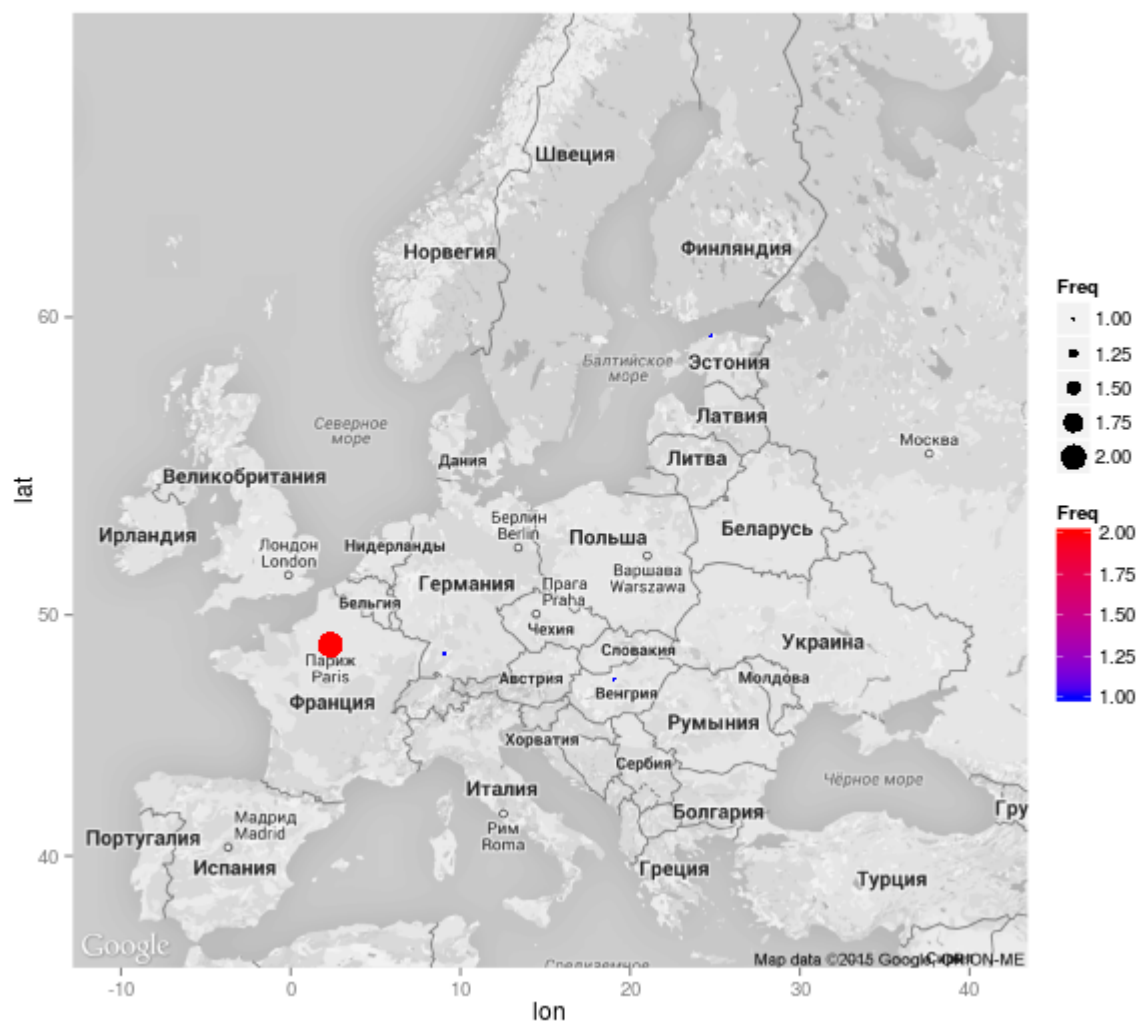 Швеция
Норвегия
Финляндия
60
Балтийское
море
Эстония
Латвия
Северное
море
Литва
Москва
Дания
Великобритания
Ирландия
Лондон
London
Нидерланды
Берлин
Berlin
Польша
Варшава
Warszawa
Беларусь
Германия
Прага
Praha
Бельгия
50
Чехия
Украина
Словакия
Париж
Paris
Австрия
Венгрия
Молдова
Франция
Румыния
Хорватия
Сербия
Италия
Чёрное море
Рим
Roma
Болгария
Гру
Мадрид
Madrid
Португалия
40
Испания
Греция
Турция
Google
Средиземное
Map data ©2015 Google, ORION-ME
-10
0
10
20
30
40
lon
lat
Freq
1.00
1.25
1.50
1.75
2.00
Freq
2.00
1.75
1.50
1.25
1.00